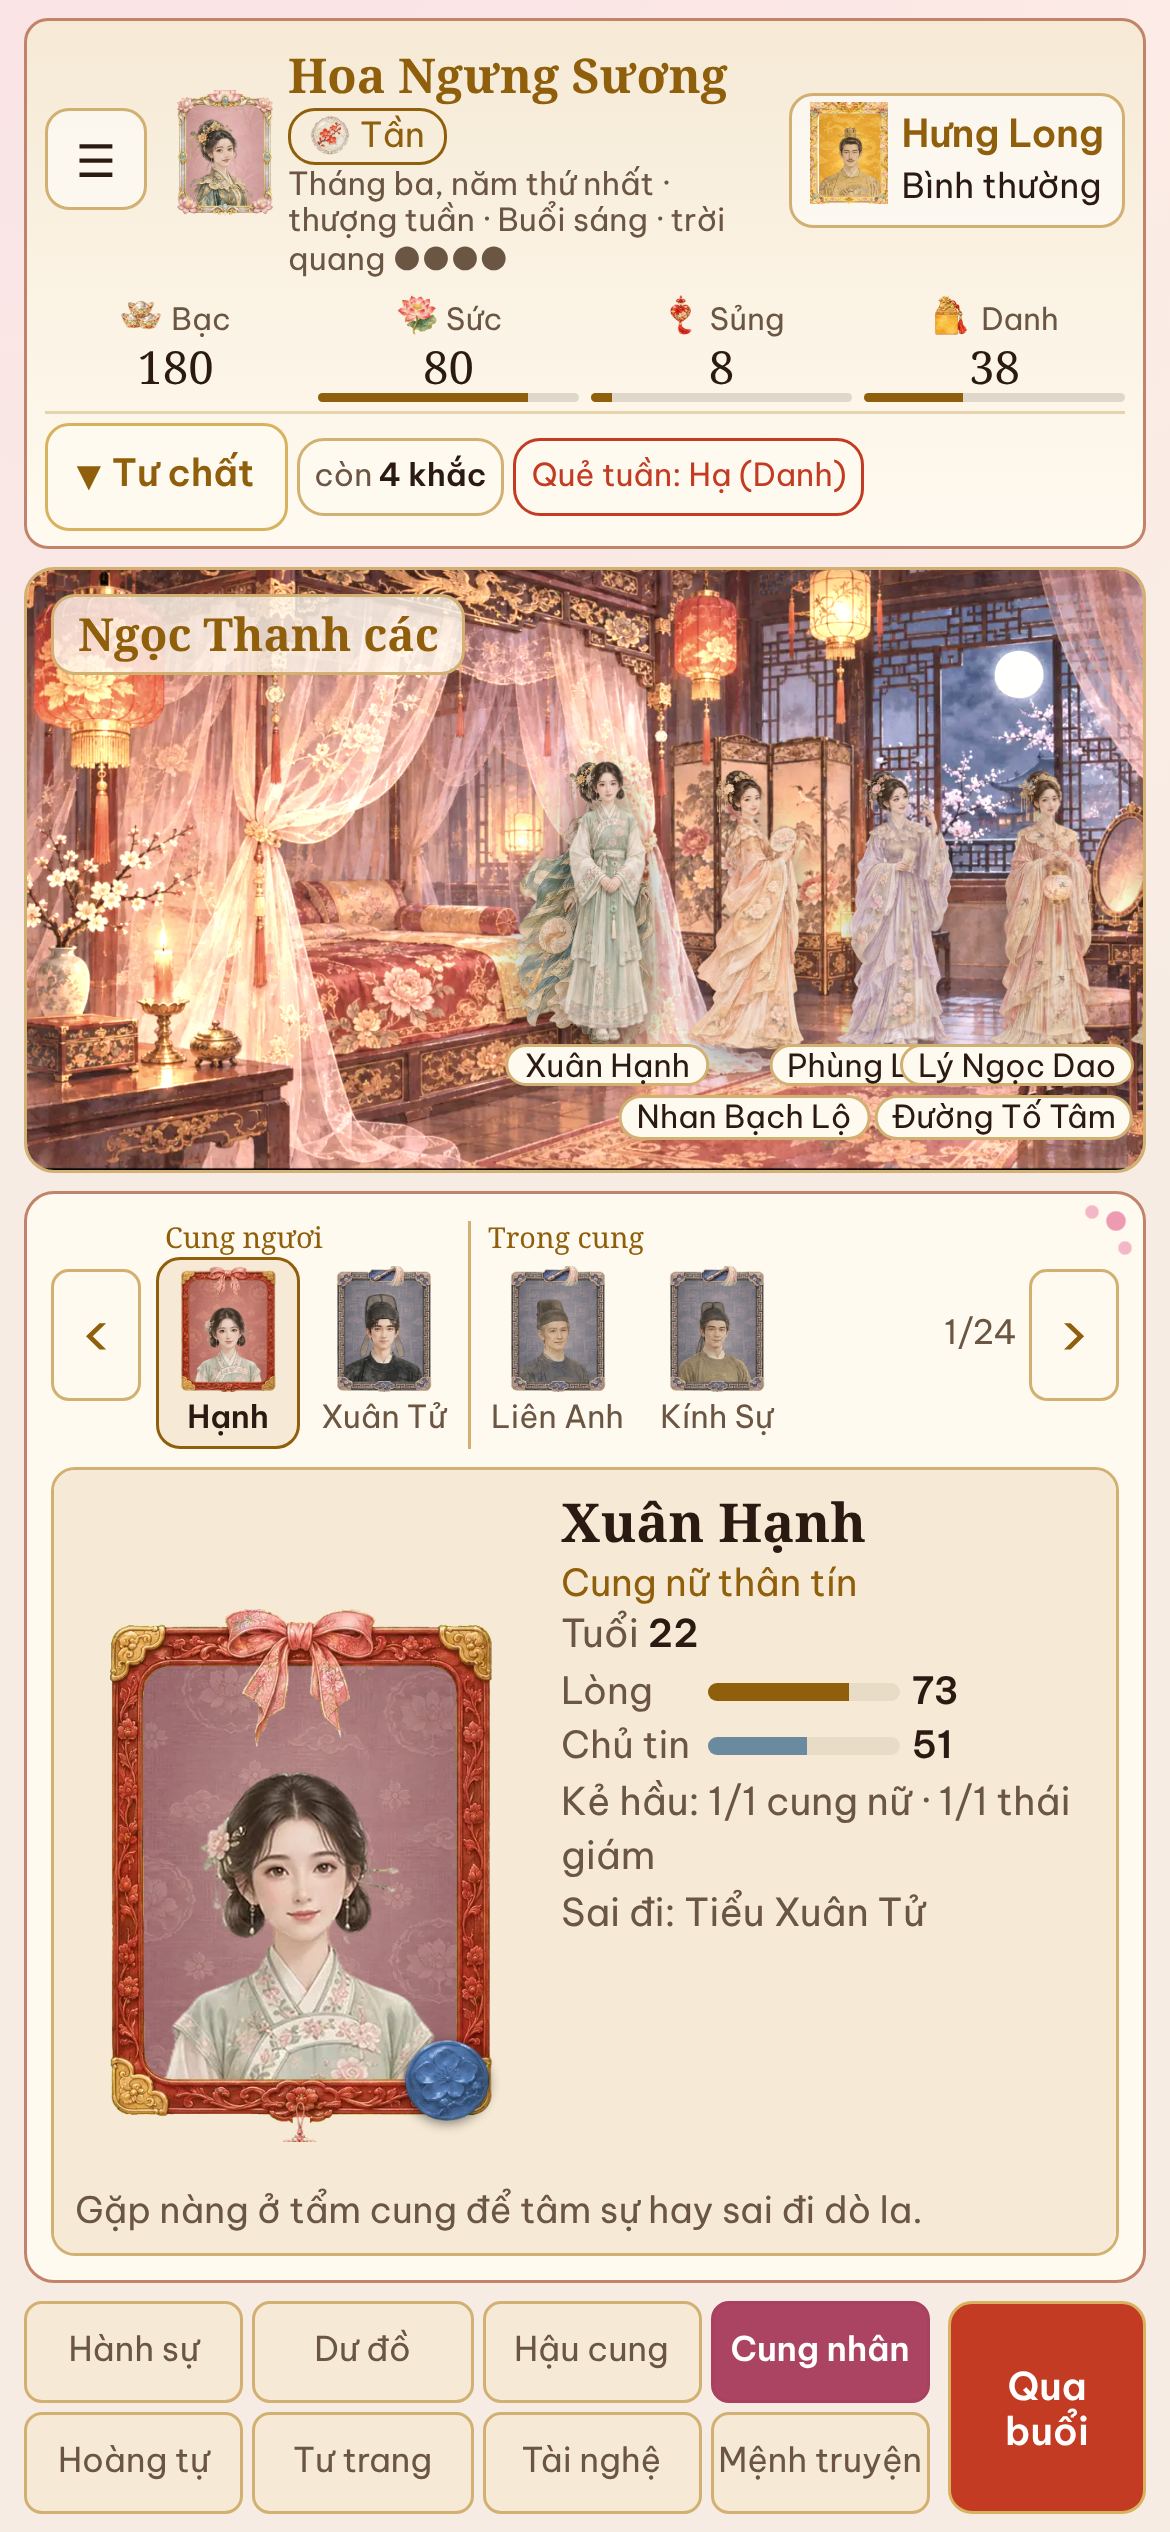 Hoa Ngưng Sương
Tần
Tháng ba, năm thứ nhất ·
thượng tuần · Buổi sáng · trời
quang
Hưng Long
Bình thường
Bạc
180
Sức
80
Sủng
8
Danh
38
▼ Tư chất
còn 4 khắc
Quẻ tuần: Hạ (Danh)
Ngọc Thanh các
Xuân Hạnh
Phùng L
Lý Ngọc Dao
Nhan Bạch Lộ
Đường Tố Tâm
Cung ngươi
Trong cung
Hạnh
Xuân Tử
Liên Anh
Kính Sự
1/24
Xuân Hạnh
Cung nữ thân tín
Tuổi 22
Lòng 73
Chủ tin 51
Kẻ hầu: 1/1 cung nữ · 1/1 thái
giám
Sai đi: Tiểu Xuân Tử
Gặp nàng ở tẩm cung để tâm sự hay sai đi dò la.
Hành sự
Dư đồ
Hậu cung
Cung nhân
Hoàng tự
Tư trang
Tài nghệ
Mệnh truyện
Qua
buổi